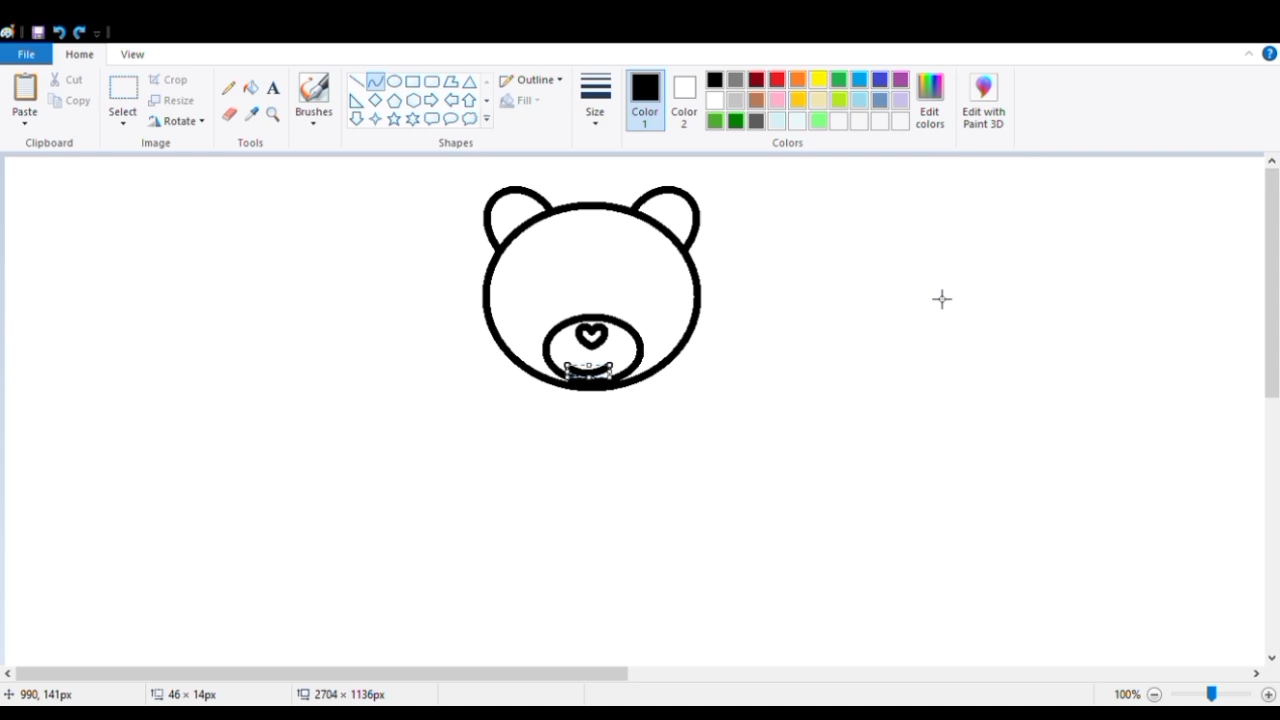 File Home View
Paste Cut Copy
Clipboard
Select Crop Resize Rotate
Image
A
Tools
Brushes
Shapes
Outline Fill
Size
Color 1 Color 2
Edit colors
Colors
Edit with Paint 3D
?
990, 141px 46 × 14px 2704 × 1136px 100%